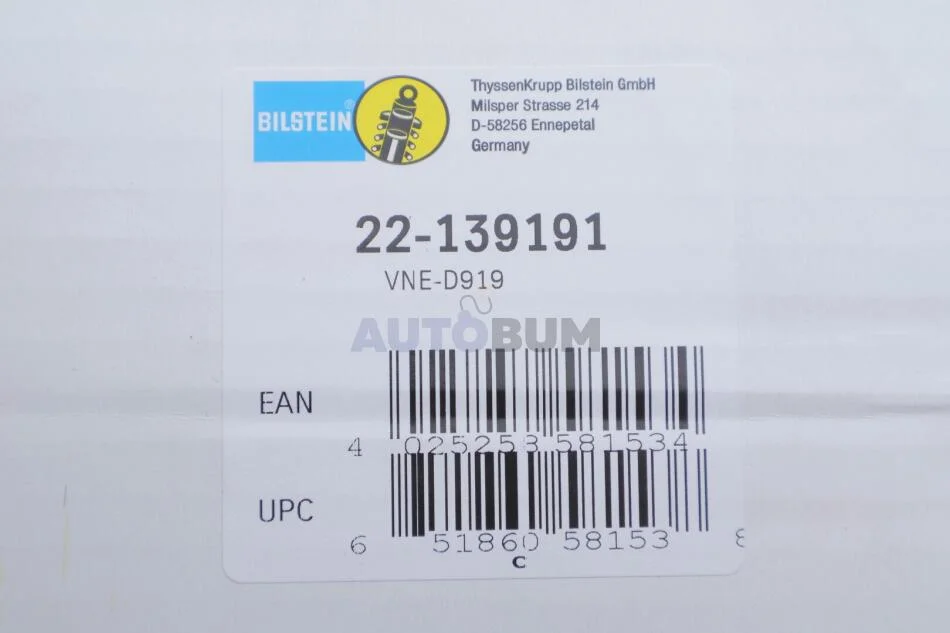 BILSTEIN®
ThyssenKrupp Bilstein GmbH
Milsper Strasse 214
D-58256 Ennepetal
Germany
22-139191
VNE-D919
AUTOBUM
EAN
4 025258 581534
UPC
6 51860 58153 8
C